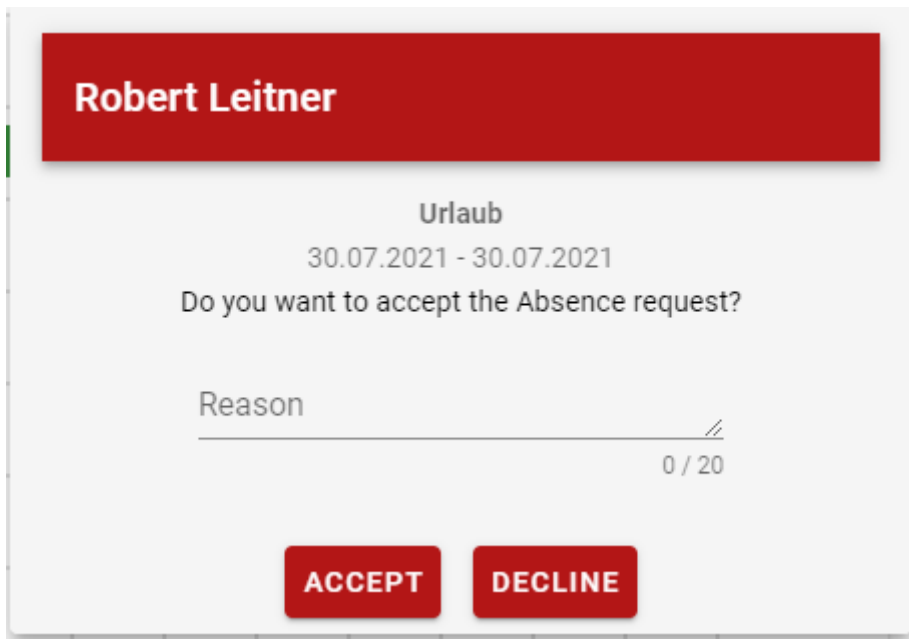 Robert Leitner
Urlaub
30.07.2021 - 30.07.2021
Do you want to accept the Absence request?
Reason
0 / 20
ACCEPT DECLINE